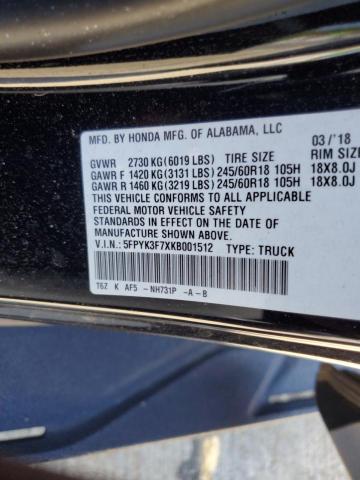 MFD. BY HONDA MFG. OF ALABAMA, LLC 03/'18
GVWR 2730 KG(6019 LBS) TIRE SIZE RIM SIZE
GAWR F 1420 KG(3131 LBS) 245/60R18 105H 18X8.0J
GAWR R 1460 KG(3219 LBS) 245/60R18 105H 18X8.0J
THIS VEHICLE CONFORMS TO ALL APPLICABLE
FEDERAL MOTOR VEHICLE SAFETY
STANDARDS IN EFFECT ON THE DATE OF
MANUFACTURE SHOWN ABOVE.
V.I.N.: 5FPYK3F7XKB001512 TYPE: TRUCK
T6Z K AF5 -NH731P -A-B